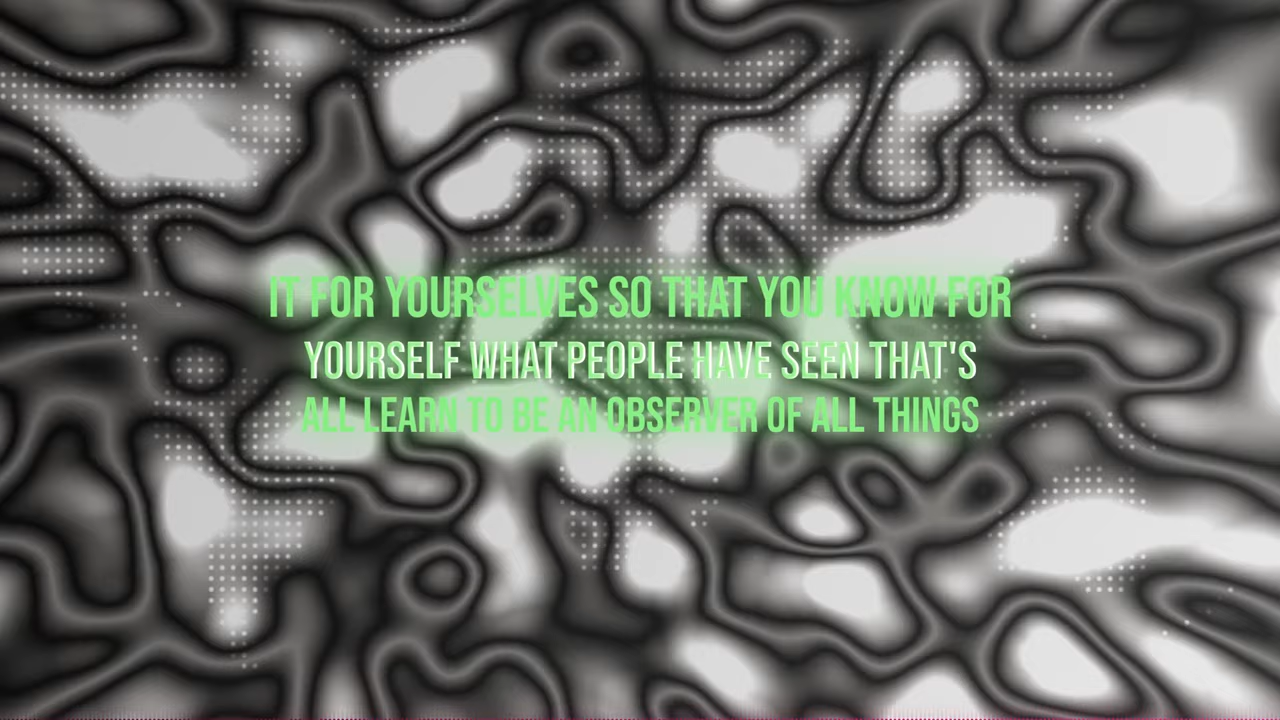 IT FOR YOURSELVES SO THAT YOU KNOW FOR
YOURSELF WHAT PEOPLE HAVE SEEN THAT'S
ALL LEARN TO BE AN OBSERVER OF ALL THINGS